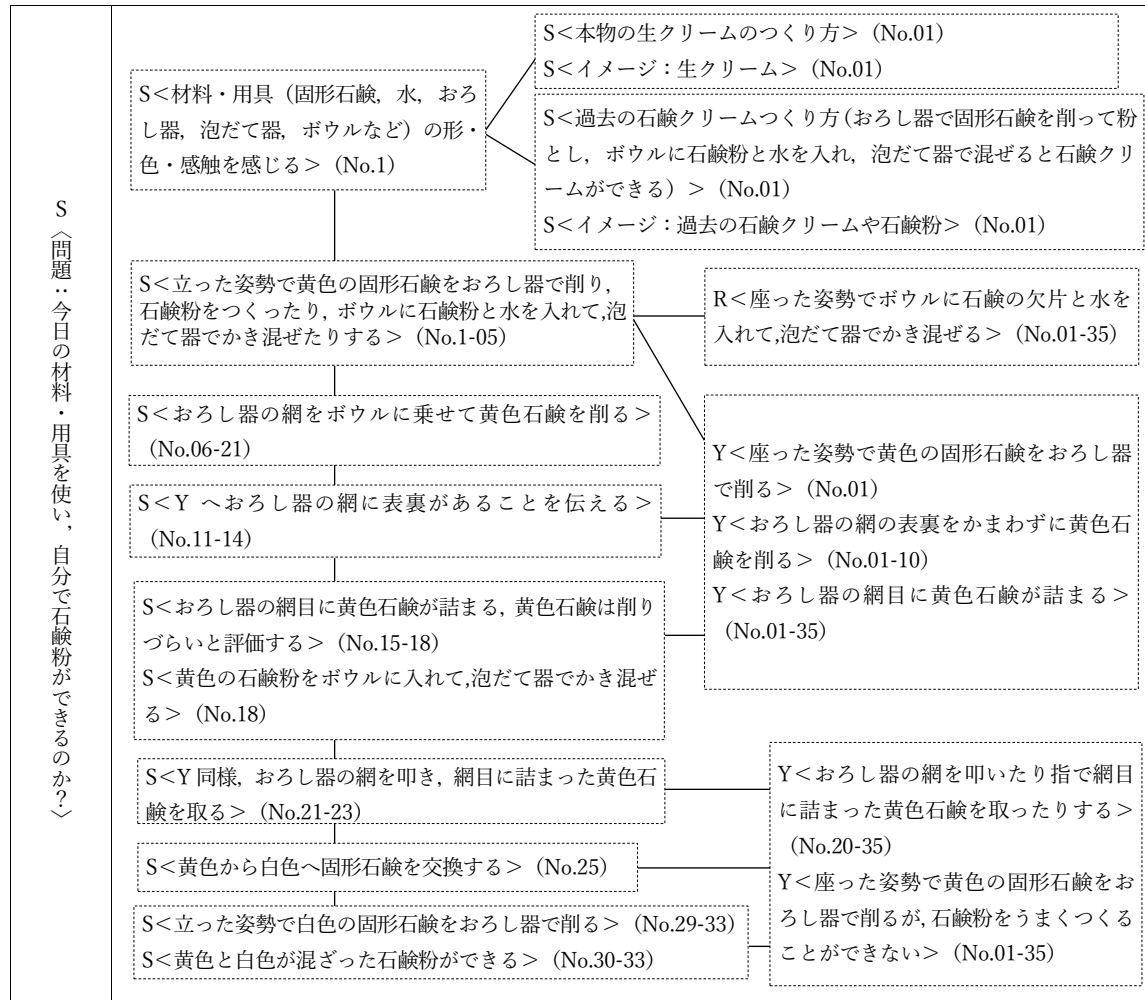 S〈問題：今日の材料・用具を使い，自分で石鹸粉ができるのか？〉
S＜材料・用具（固形石鹸，水，おろ
し器，泡だて器，ボウルなど）の形・
色・感触を感じる＞（No.1）
S＜本物の生クリームのつくり方＞（No.01）
S＜イメージ：生クリーム＞（No.01）
S＜過去の石鹸クリームつくり方（おろし器で固形石鹸を削って粉
とし，ボウルに石鹸粉と水を入れ，泡だて器で混ぜると石鹸クリ
ームができる）＞（No.01）
S＜イメージ：過去の石鹸クリームや石鹸粉＞（No.01）
S＜立った姿勢で黄色の固形石鹸をおろし器で削り，
石鹸粉をつくったり，ボウルに石鹸粉と水を入れて,泡
だて器でかき混ぜたりする＞（No.1-05）
R＜座った姿勢でボウルに石鹸の欠片と水を
入れて,泡だて器でかき混ぜる＞（No.01-35）
S＜おろし器の網をボウルに乗せて黄色石鹸を削る＞
（No.06-21）
S＜Y へおろし器の網に表裏があることを伝える＞
（No.11-14）
Y＜座った姿勢で黄色の固形石鹸をおろし器
で削る＞（No.01）
Y＜おろし器の網の表裏をかまわずに黄色石
鹸を削る＞（No.01-10）
Y＜おろし器の網目に黄色石鹸が詰まる＞
（No.01-35）
S＜おろし器の網目に黄色石鹸が詰まる，黄色石鹸は削り
づらいと評価する＞（No.15-18）
S＜黄色の石鹸粉をボウルに入れて,泡だて器でかき混ぜ
る＞（No.18）
S＜Y 同様，おろし器の網を叩き，網目に詰まった黄色石
鹸を取る＞（No.21-23）
S＜黄色から白色へ固形石鹸を交換する＞（No.25）
S＜立った姿勢で白色の固形石鹸をおろし器で削る＞（No.29-33）
S＜黄色と白色が混ざった石鹸粉ができる＞（No.30-33）
Y＜おろし器の網を叩いたり指で網目
に詰まった黄色石鹸を取ったりする＞
（No.20-35）
Y＜座った姿勢で黄色の固形石鹸をお
ろし器で削るが，石鹸粉をうまくつくる
ことができない＞（No.01-35）